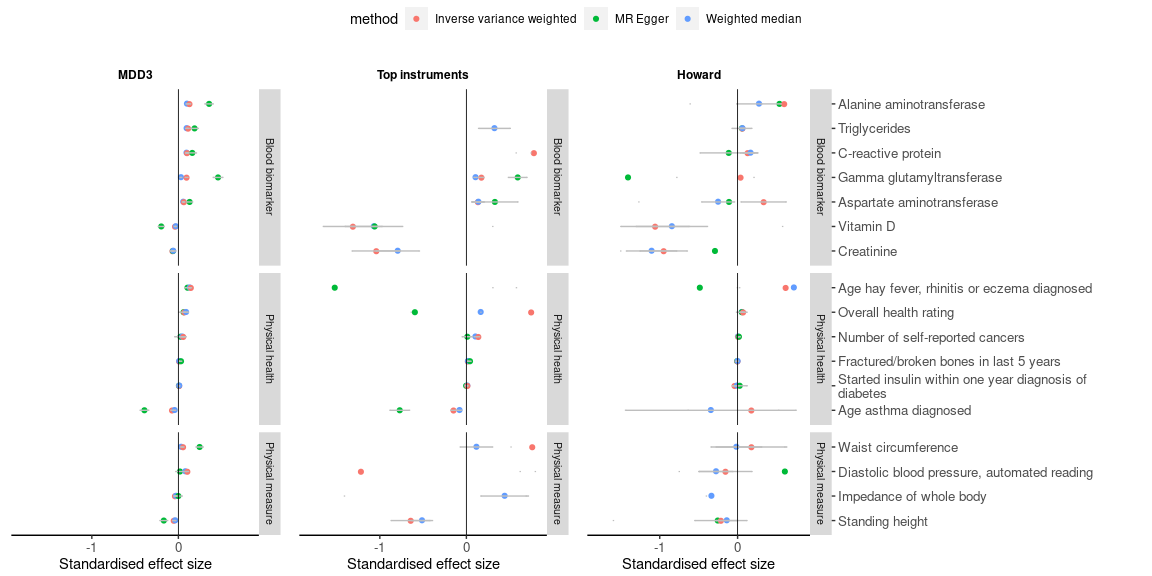 method Inverse variance weighted MR Egger Weighted median
MDD3 Top instruments Howard
Blood biomarker Blood biomarker Blood biomarker
Alanine aminotransferase
Triglycerides
C-reactive protein
Gamma glutamyltransferase
Aspartate aminotransferase
Vitamin D
Creatinine
Physical health Physical health Physical health
Age hay fever, rhinitis or eczema diagnosed
Overall health rating
Number of self-reported cancers
Fractured/broken bones in last 5 years
Started insulin within one year diagnosis of
diabetes
Age asthma diagnosed
Physical measure Physical measure Physical measure
Waist circumference
Diastolic blood pressure, automated reading
Impedance of whole body
Standing height
-1 0 -1 0 -1 0
Standardised effect size Standardised effect size Standardised effect size